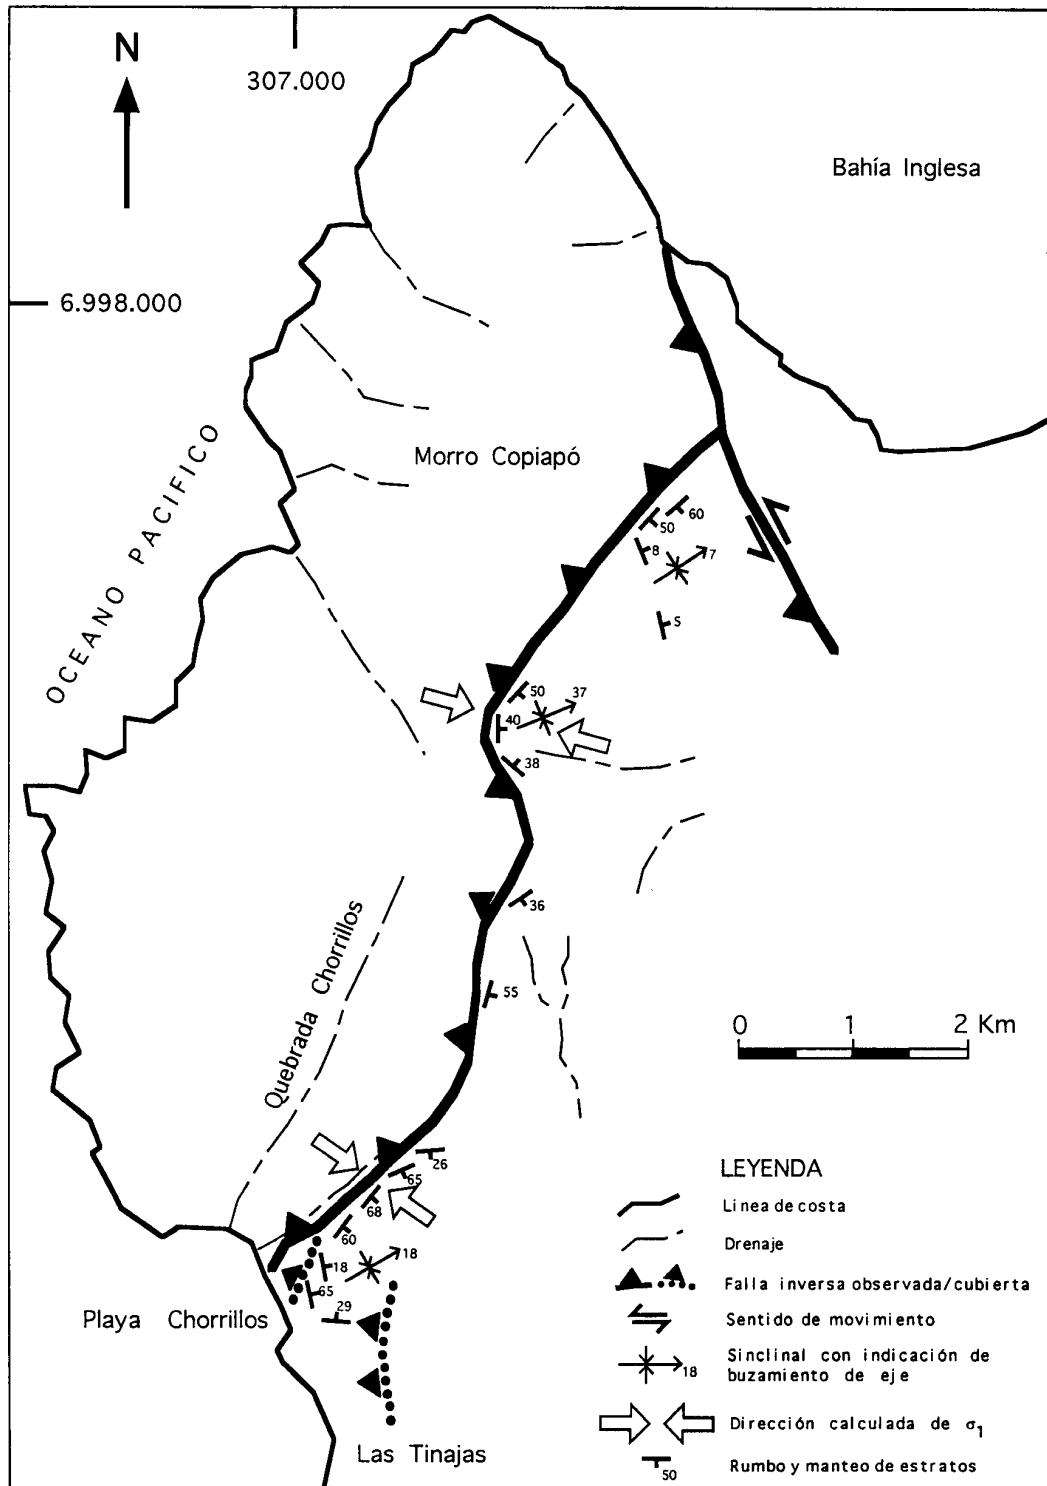 N
307.000
Bahía Inglesa
6.998.000
OCEANO PACIFICO
Morro Copiapó
60
50
8
7
5
50
37
40
38
36
55
Quebrada Chorrillos
0 1 2 Km
26
65
68
60
18
18
65
29
Playa Chorrillos
Las Tinajas
LEYENDA
Linea de costa
Drenaje
Falla inversa observada/cubierta
Sentido de movimiento
Sinclinal con indicación de
buzamiento de eje
18
Dirección calculada de σ1
Rumbo y manteo de estratos
50